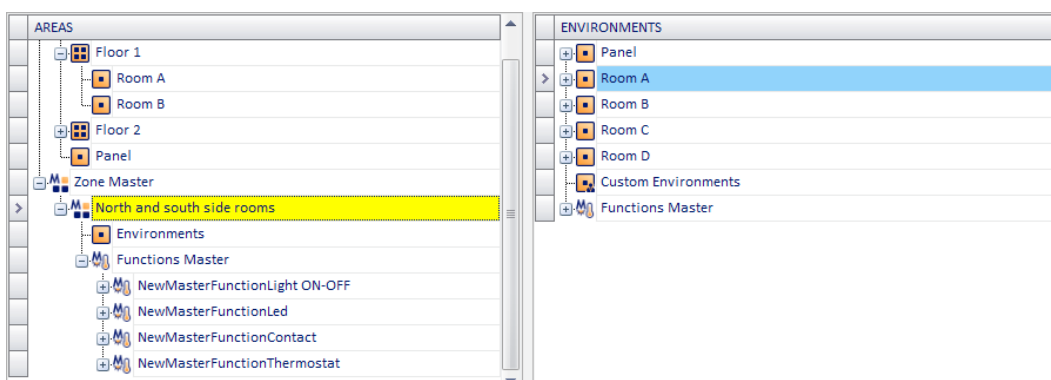 AREAS
Floor 1
Room A
Room B
Floor 2
Panel
Zone Master
North and south side rooms
Environments
Functions Master
NewMasterFunctionLight ON-OFF
NewMasterFunctionLed
NewMasterFunctionContact
NewMasterFunctionThermostat
ENVIRONMENTS
Panel
Room A
Room B
Room C
Room D
Custom Environments
Functions Master